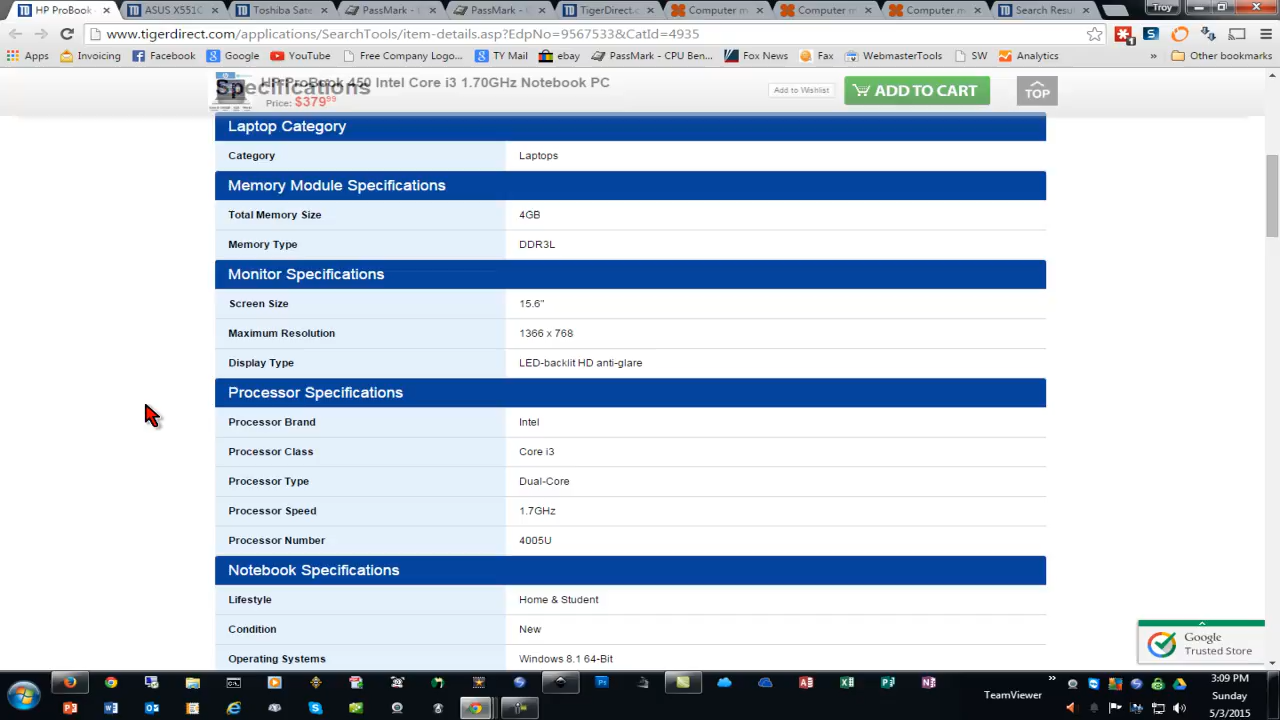 HP ProBook
ASUS X551C
Toshiba Sate
PassMark -
PassMark -
TigerDirect.c
Computer m
Computer m
Computer m
Search Resu
Troy
www.tigerdirect.com/applications/SearchTools/item-details.asp?EdpNo=9567533&CatId=4935
Apps
Invoicing
Facebook
Google
YouTube
Free Company Logo...
TY Mail
ebay
PassMark - CPU Ben...
Fox News
Fax
WebmasterTools
SW
Analytics
»
Other bookmarks
Specifications
HP ProBook 450 Intel Core i3 1.70GHz Notebook PC
Price: $379.99
Add to Wishlist
ADD TO CART
TOP
Laptop Category
Category Laptops
Memory Module Specifications
Total Memory Size 4GB
Memory Type DDR3L
Monitor Specifications
Screen Size 15.6"
Maximum Resolution 1366 x 768
Display Type LED-backlit HD anti-glare
Processor Specifications
Processor Brand Intel
Processor Class Core i3
Processor Type Dual-Core
Processor Speed 1.7GHz
Processor Number 4005U
Notebook Specifications
Lifestyle Home & Student
Condition New
Operating Systems Windows 8.1 64-Bit
Google
Trusted Store
TeamViewer
»
3:09 PM
Sunday
5/3/2015